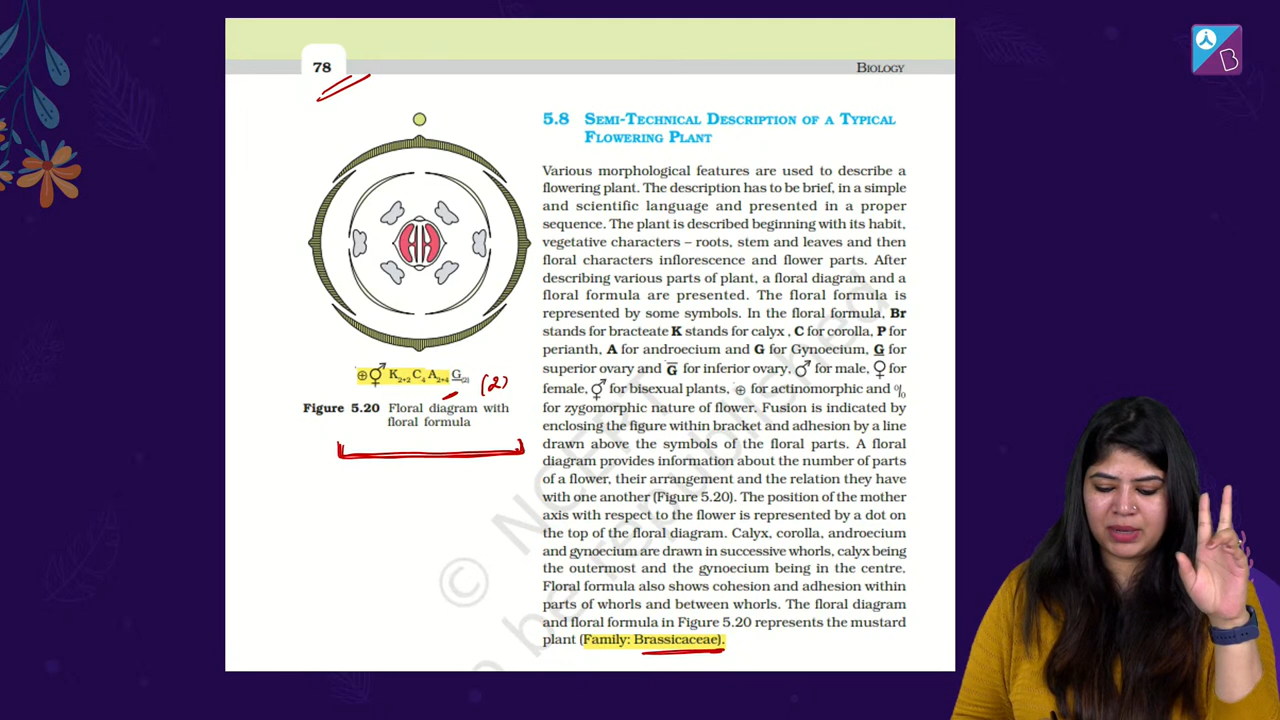 78
BIOLOGY
5.8 SEMI-TECHNICAL DESCRIPTION OF A TYPICAL
FLOWERING PLANT
Various morphological features are used to describe a
flowering plant. The description has to be brief, in a simple
and scientific language and presented in a proper
sequence. The plant is described beginning with its habit,
vegetative characters – roots, stem and leaves and then
floral characters inflorescence and flower parts. After
describing various parts of plant, a floral diagram and a
floral formula are presented. The floral formula is
represented by some symbols. In the floral formula, Br
stands for bracteate K stands for calyx , C for corolla, P for
perianth, A for androecium and G for Gynoecium, G for
superior ovary and G̅ for inferior ovary, ♂ for male, ♀ for
female, ⚥ for bisexual plants, ⊕ for actinomorphic and % for zygomorphic nature of flower. Fusion is indicated by
enclosing the figure within bracket and adhesion by a line
drawn above the symbols of the floral parts. A floral
diagram provides information about the number of parts
of a flower, their arrangement and the relation they have
with one another (Figure 5.20). The position of the mother
axis with respect to the flower is represented by a dot on
the top of the floral diagram. Calyx, corolla, androecium
and gynoecium are drawn in successive whorls, calyx being
the outermost and the gynoecium being in the centre.
Floral formula also shows cohesion and adhesion within
parts of whorls and between whorls. The floral diagram
and floral formula in Figure 5.20 represents the mustard
plant (Family: Brassicaceae).
⊕ ⚥ K2+2 C4 A2+4 G(2)
(2)
Figure 5.20 Floral diagram with
floral formula
© NCERT
be republished
B